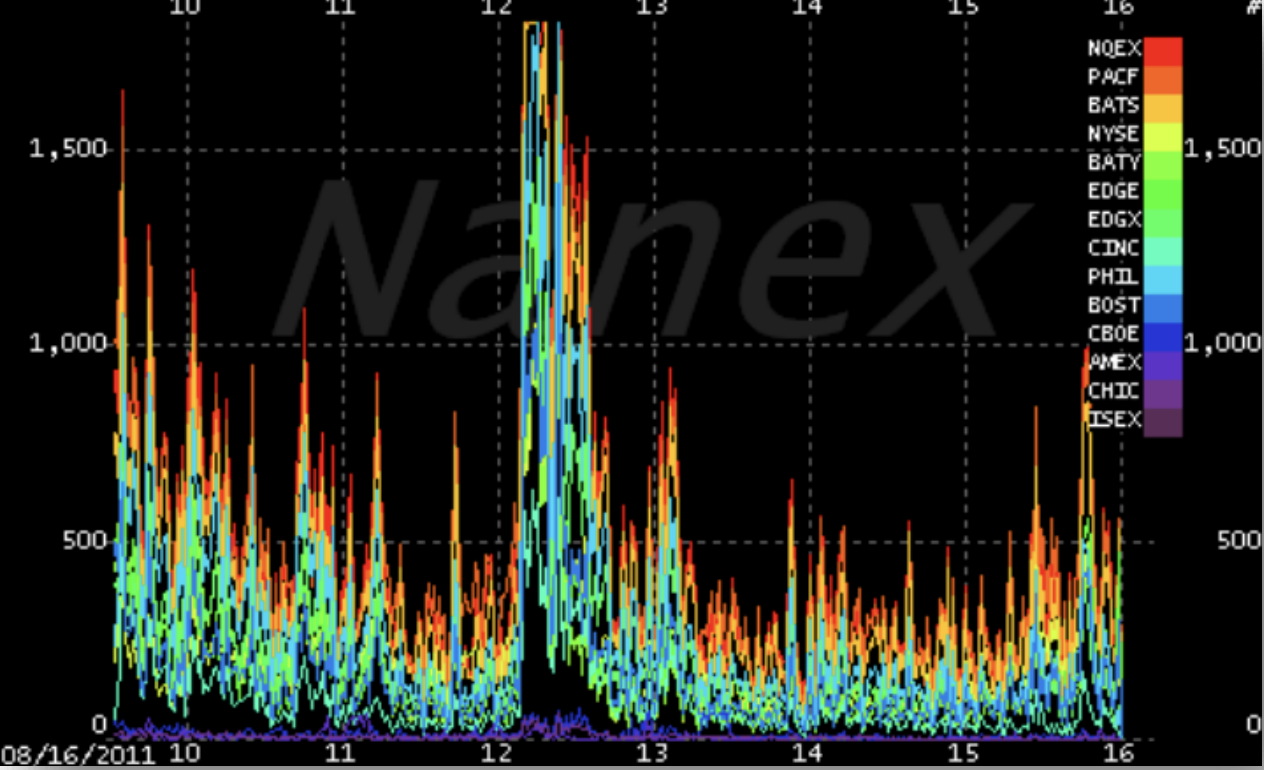 10 11 12 13 14 15 16 #
NQEX
PACF
BATS
NYSE
BATY
EDGE
EDGX
CINC
PHIL
BOST
CBOE
AMEX
CHIC
ISEX
1,500 1,500
Nanex
1,000 1,000
500 500
0 0
08/16/2011 10 11 12 13 14 15 16